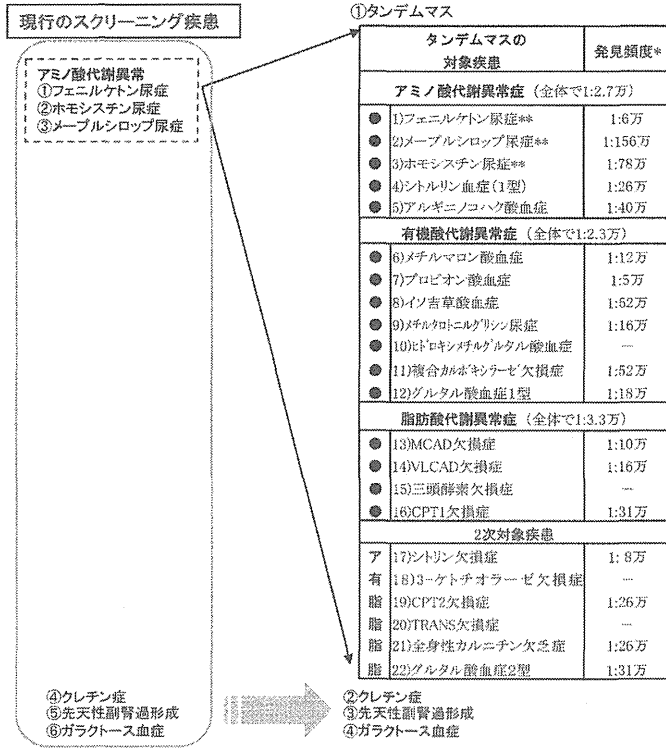 現行のスクリーニング疾患
アミノ酸代謝異常
①フェニルケトン尿症
②ホモシスチン尿症
③メープルシロップ尿症
④クレチン症
⑤先天性副腎過形成
⑥ガラクトース血症
①タンデムマス
タンデムマスの
対象疾患
発見頻度*
アミノ酸代謝異常症(全体で1:2.7万)
● 1)フェニルケトン尿症** 1:6万
● 2)メープルシロップ尿症** 1:156万
● 3)ホモシスチン尿症** 1:78万
● 4)シトルリン血症(1型) 1:26万
● 5)アルギニノコハク酸血症 1:40万
有機酸代謝異常症(全体で1:2.3万)
● 6)メチルマロン酸血症 1:12万
● 7)プロピオン酸血症 1:5万
● 8)イソ吉草酸血症 1:52万
● 9)メチルクロトニルグリシン尿症 1:16万
● 10)ヒドロキシメチルグルタル酸血症 ―
● 11)複合カルボキシラーゼ欠損症 1:52万
● 12)グルタル酸血症1型 1:18万
脂肪酸代謝異常症(全体で1:3.3万)
● 13)MCAD欠損症 1:10万
● 14)VLCAD欠損症 1:16万
● 15)三頭酵素欠損症 ―
● 16)CPT1欠損症 1:31万
2次対象疾患
ア 17)シトリン欠損症 1:8万
有 18)3-ケトチオラーゼ欠損症 ―
脂 19)CPT2欠損症 1:26万
脂 20)TRANS欠損症 ―
脂 21)全身性カルニチン欠乏症 1:26万
脂 22)グルタル酸血症2型 1:31万
②クレチン症
③先天性副腎過形成
④ガラクトース血症